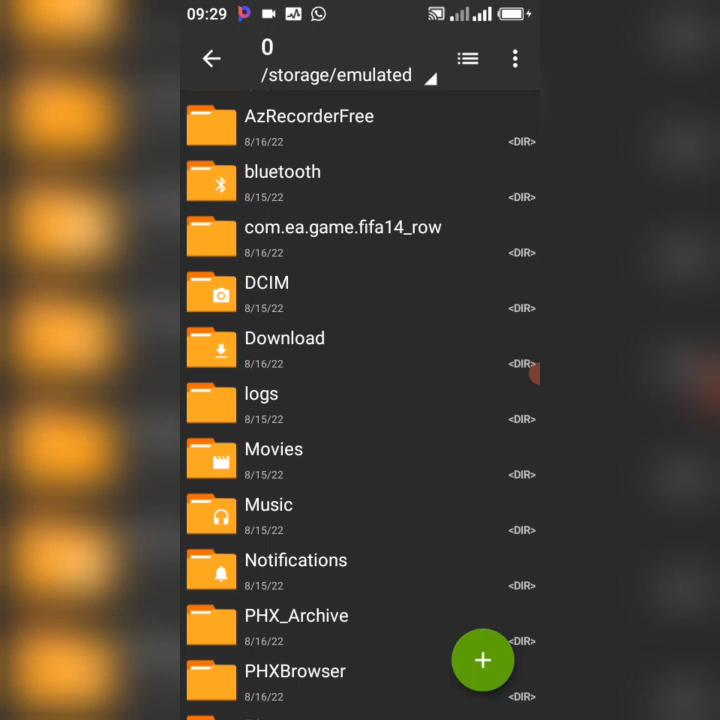 09:29
0
/storage/emulated
AzRecorderFree
8/16/22
<DIR>
bluetooth
8/15/22
<DIR>
com.ea.game.fifa14_row
8/16/22
<DIR>
DCIM
8/15/22
<DIR>
Download
8/16/22
<DIR>
logs
8/15/22
<DIR>
Movies
8/15/22
<DIR>
Music
8/15/22
<DIR>
Notifications
8/15/22
<DIR>
PHX_Archive
8/16/22
<DIR>
PHXBrowser
8/16/22
<DIR>